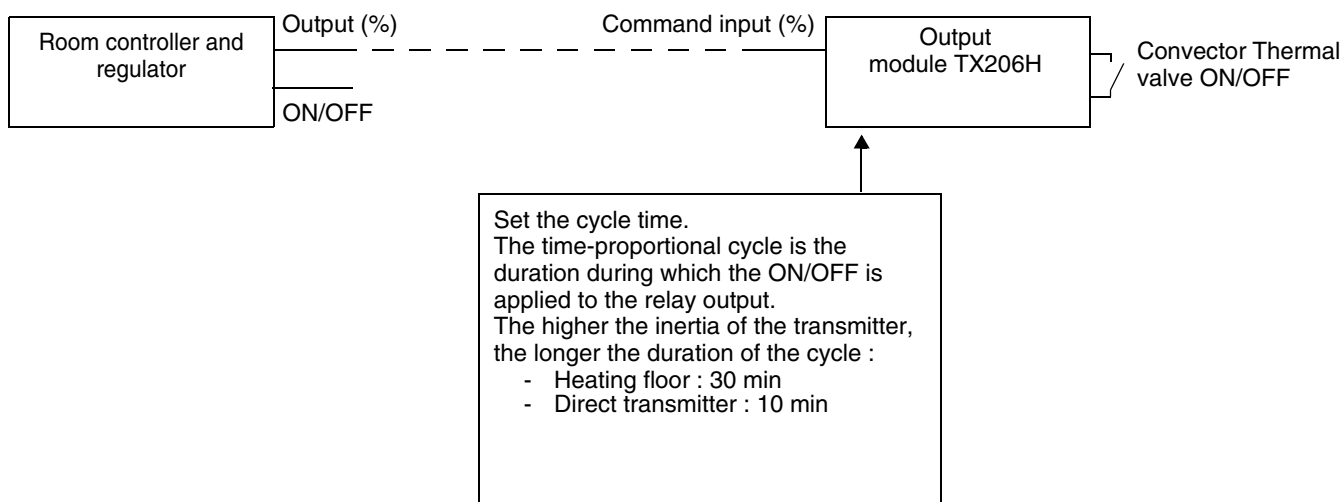 Room controller and
regulator
Output (%)
ON/OFF
Command input (%)
Output
module TX206H
Convector Thermal
valve ON/OFF
Set the cycle time.
The time-proportional cycle is the
duration during which the ON/OFF is
applied to the relay output.
The higher the inertia of the transmitter,
the longer the duration of the cycle :
- Heating floor : 30 min
- Direct transmitter : 10 min